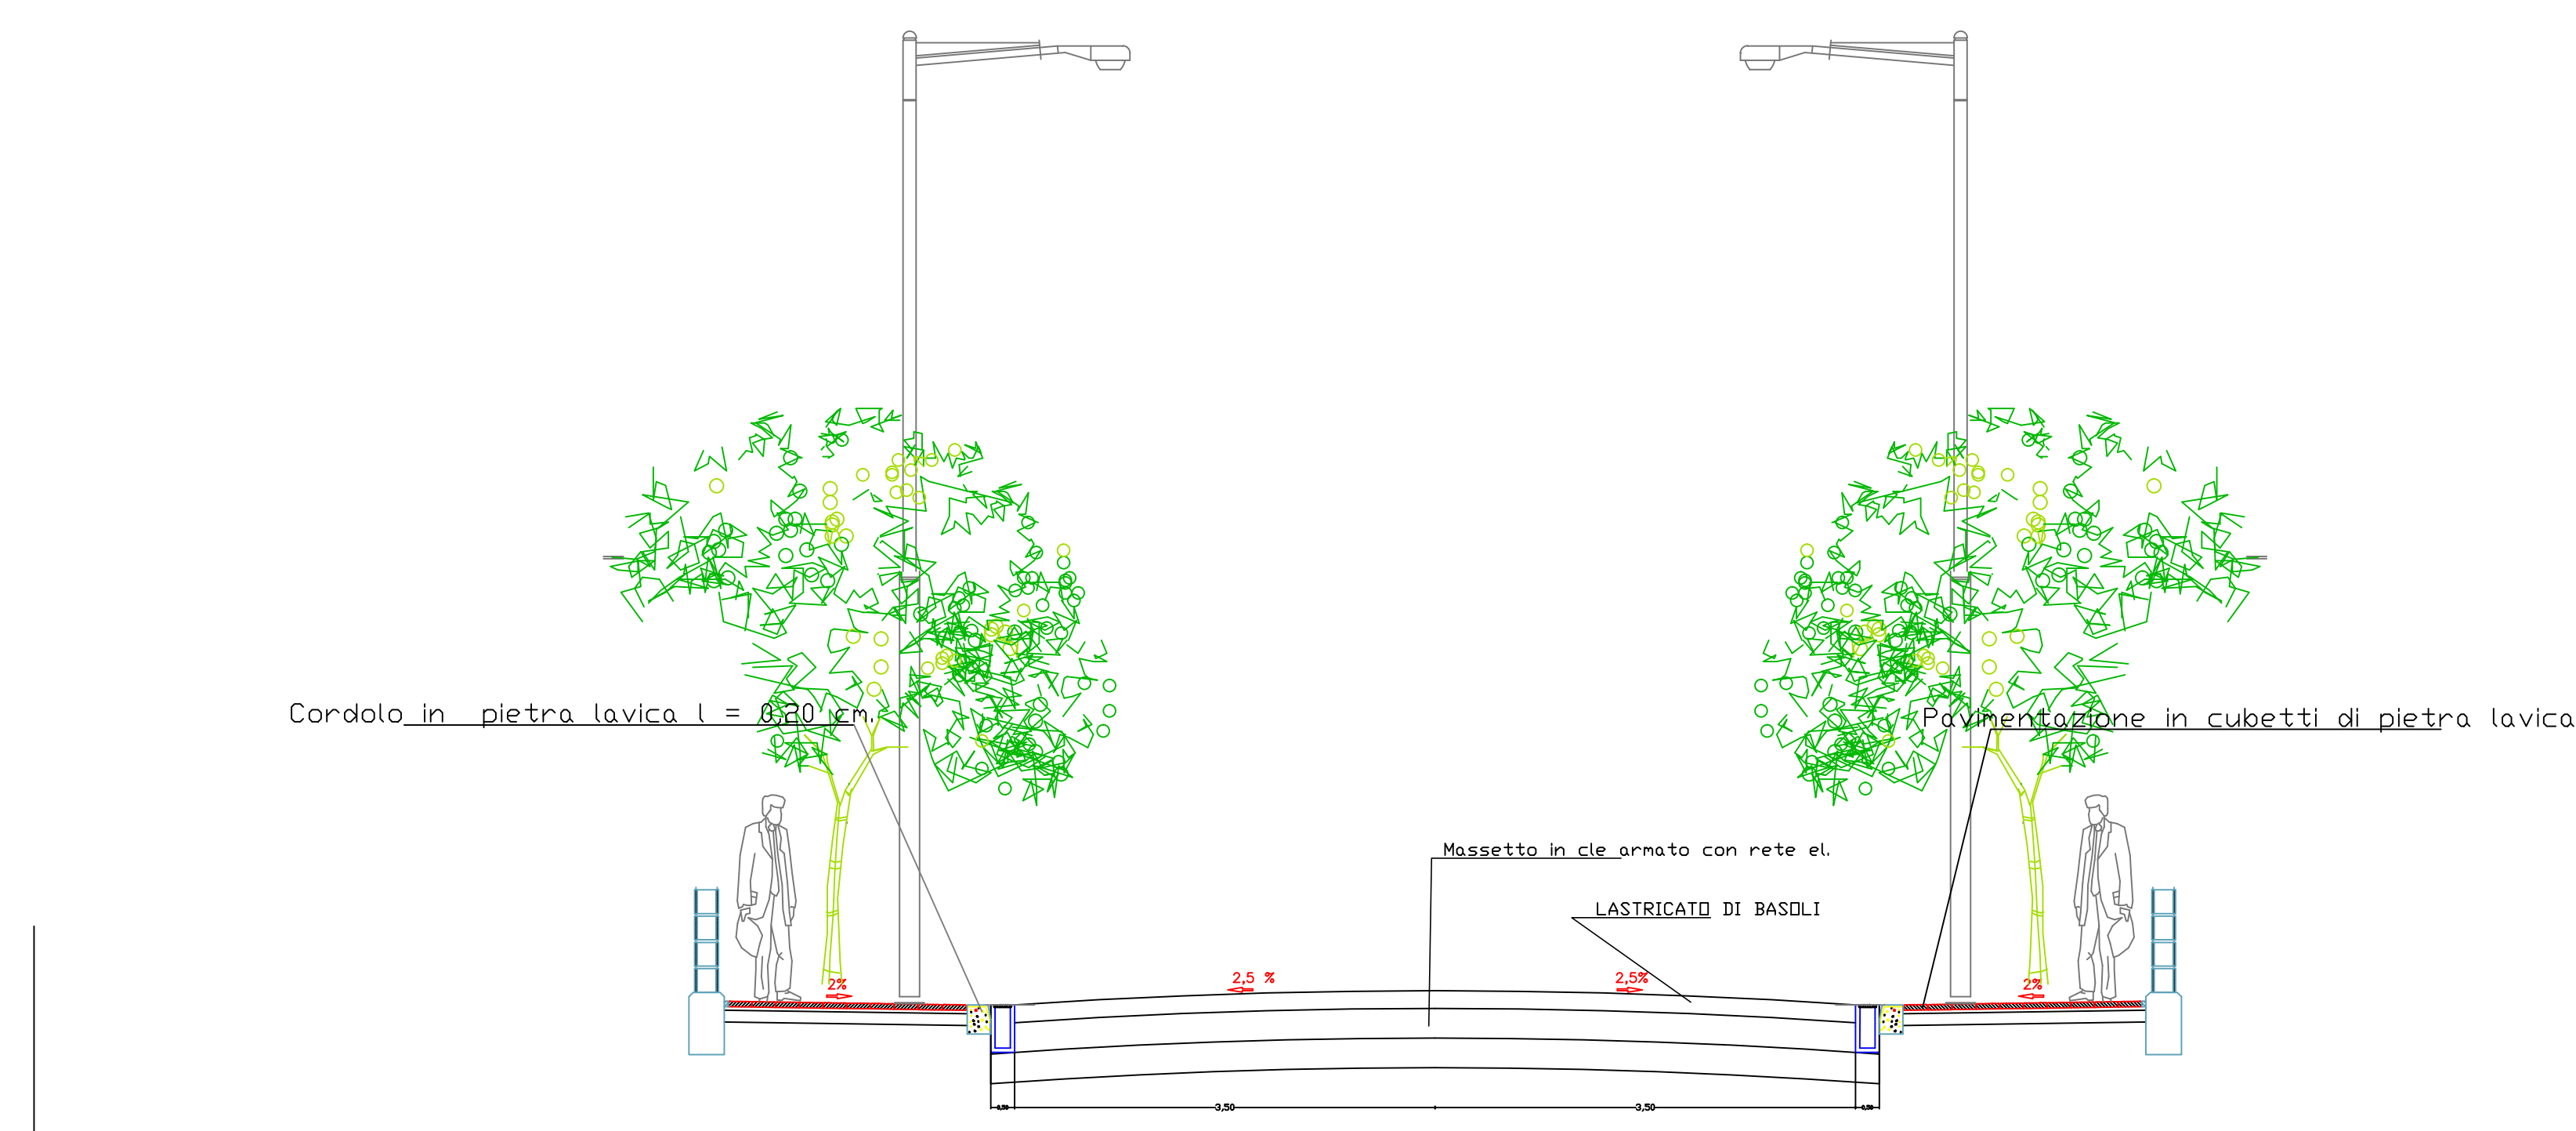 Cordolo in pietra lavica l = 0,20 cm.
Pavimentazione in cubetti di pietra lavica
Massetto in cle armato con rete el.
LASTRICATO DI BASOLI
2% 2,5 % 2,5% 2%
3,50 3,50